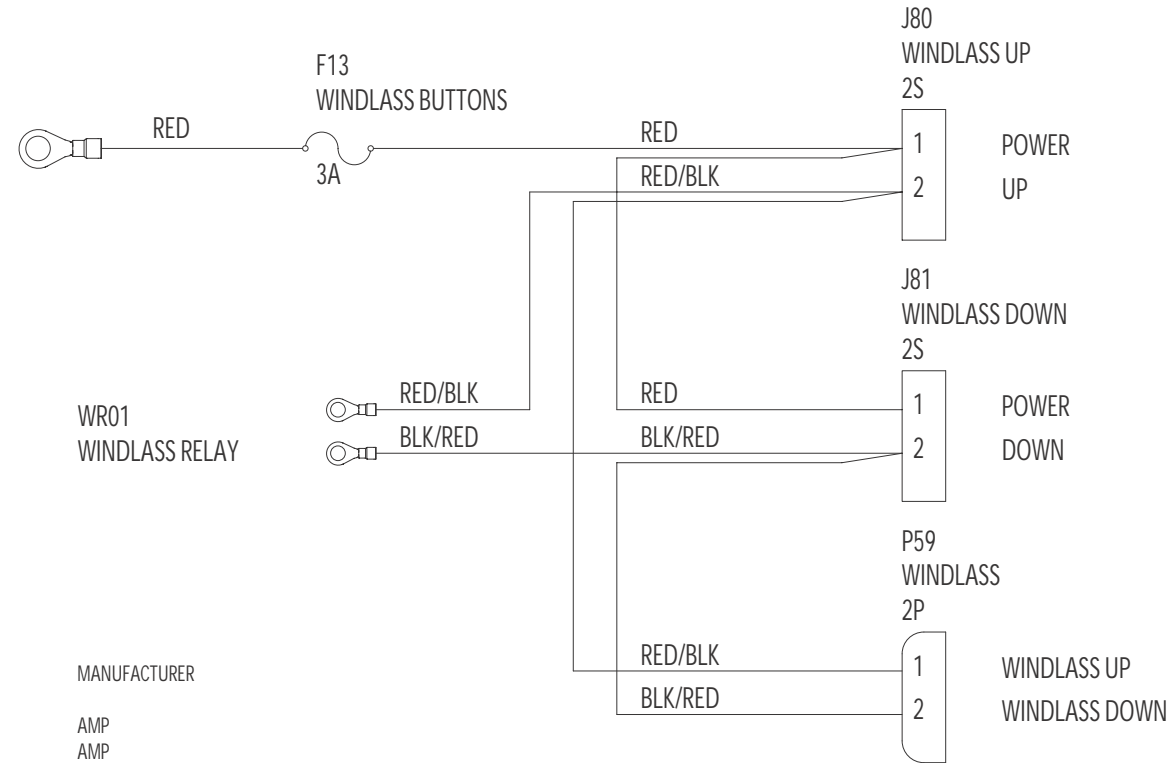 J80
WINDLASS UP
2S
F13
WINDLASS BUTTONS
RED
3A
RED
1 POWER
RED/BLK
2 UP
J81
WINDLASS DOWN
2S
WR01
WINDLASS RELAY
RED/BLK
RED
1 POWER
BLK/RED
BLK/RED
2 DOWN
P59
WINDLASS
2P
RED/BLK
1 WINDLASS UP
BLK/RED
2 WINDLASS DOWN
MANUFACTURER
AMP
AMP